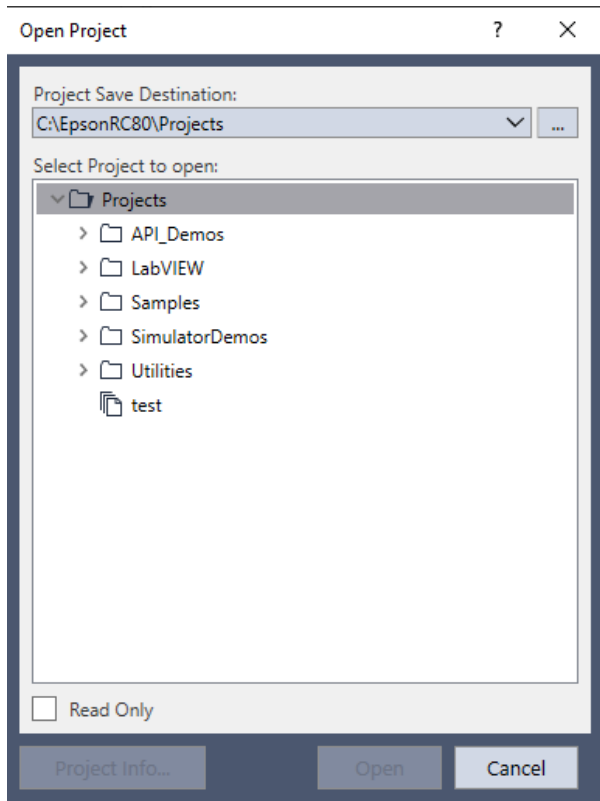 Open Project ?
Project Save Destination:
C:\EpsonRC80\Projects ...
Select Project to open:
Projects
API_Demos
LabVIEW
Samples
SimulatorDemos
Utilities
test
Read Only
Project Info... Open Cancel